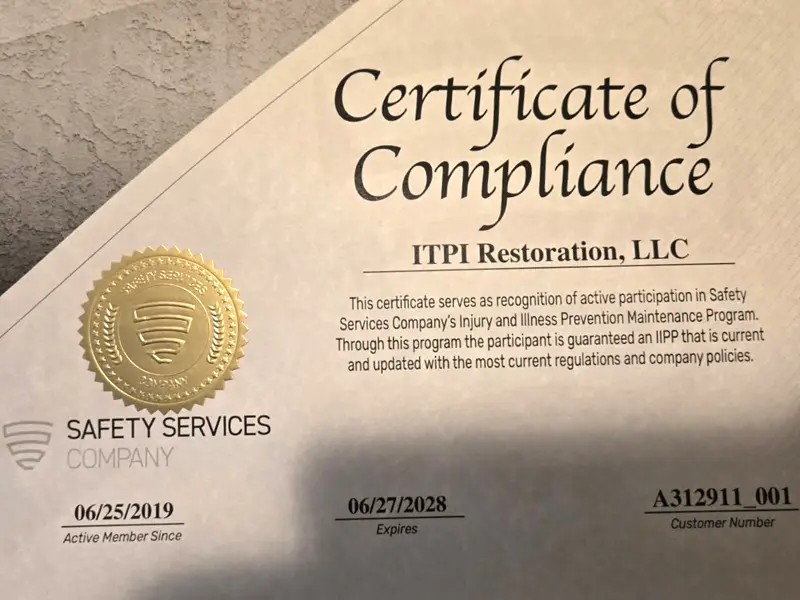 Certificate of
Compliance
ITPI Restoration, LLC
This certificate serves as recognition of active participation in Safety
Services Company's Injury and Illness Prevention Maintenance Program.
Through this program the participant is guaranteed an IIPP that is current
and updated with the most current regulations and company policies.
SAFETY SERVICES
COMPANY
SAFETY SERVICES
COMPANY
06/25/2019
Active Member Since
06/27/2028
Expires
A312911_001
Customer Number